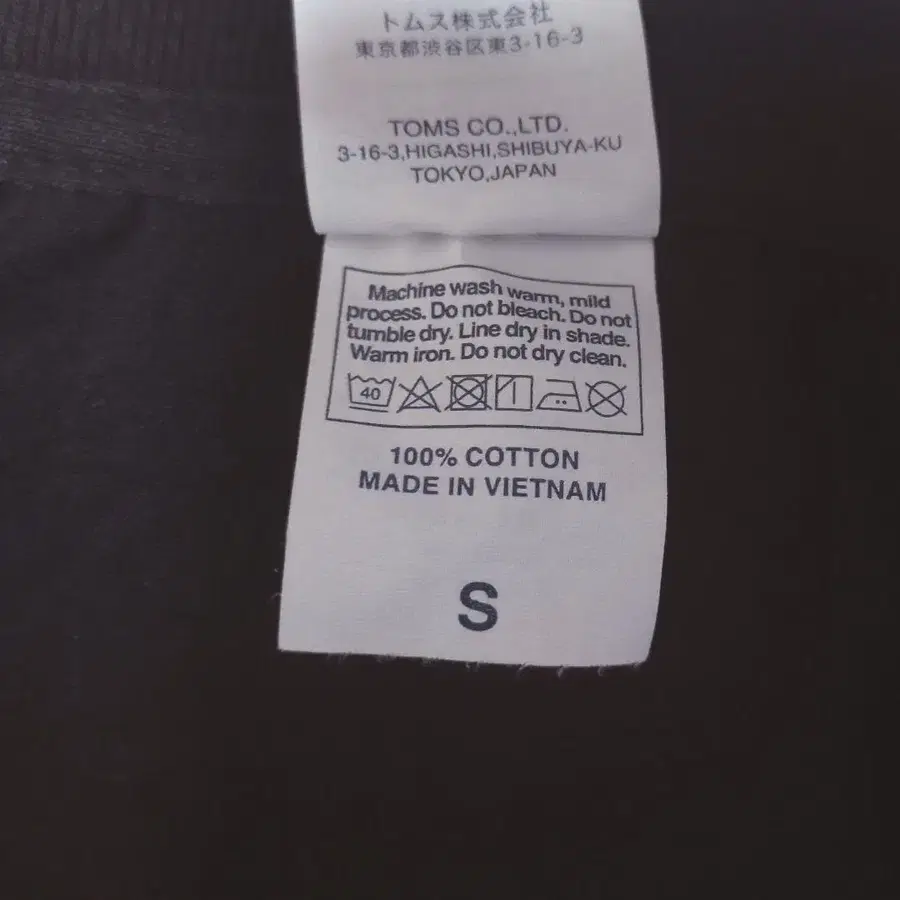 トムス株式会社
東京都渋谷区東3-16-3
TOMS CO.,LTD.
3-16-3,HIGASHI,SHIBUYA-KU
TOKYO,JAPAN
Machine wash warm, mild
process. Do not bleach. Do not
tumble dry. Line dry in shade.
Warm iron. Do not dry clean.
40
100% COTTON
MADE IN VIETNAM
S